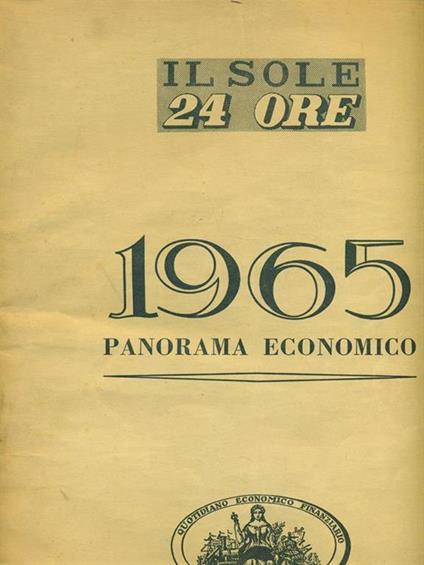 IL SOLE
24 ORE
1965
PANORAMA ECONOMICO
QUOTIDIANO ECONOMICO FINANZIARIO